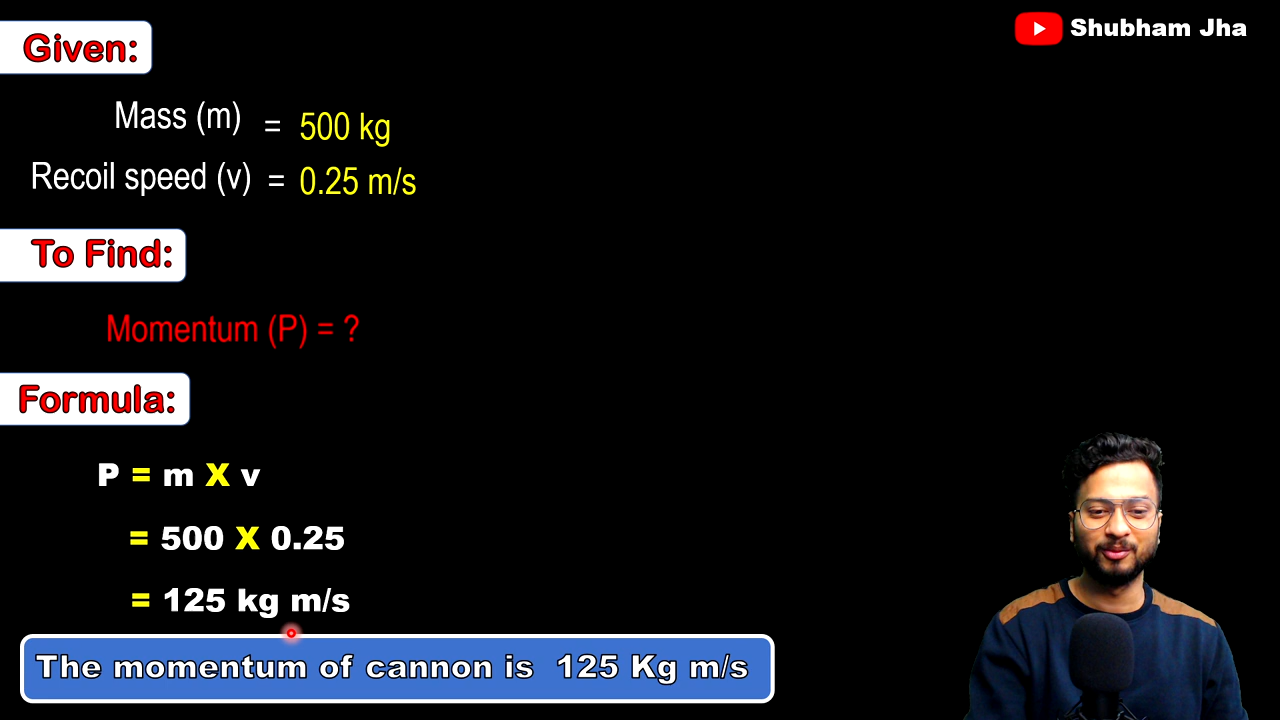 Given:
Shubham Jha
Mass (m) = 500 kg
Recoil speed (v) = 0.25 m/s
To Find:
Momentum (P) = ?
Formula:
P = m X v
= 500 X 0.25
= 125 kg m/s
The momentum of cannon is 125 Kg m/s